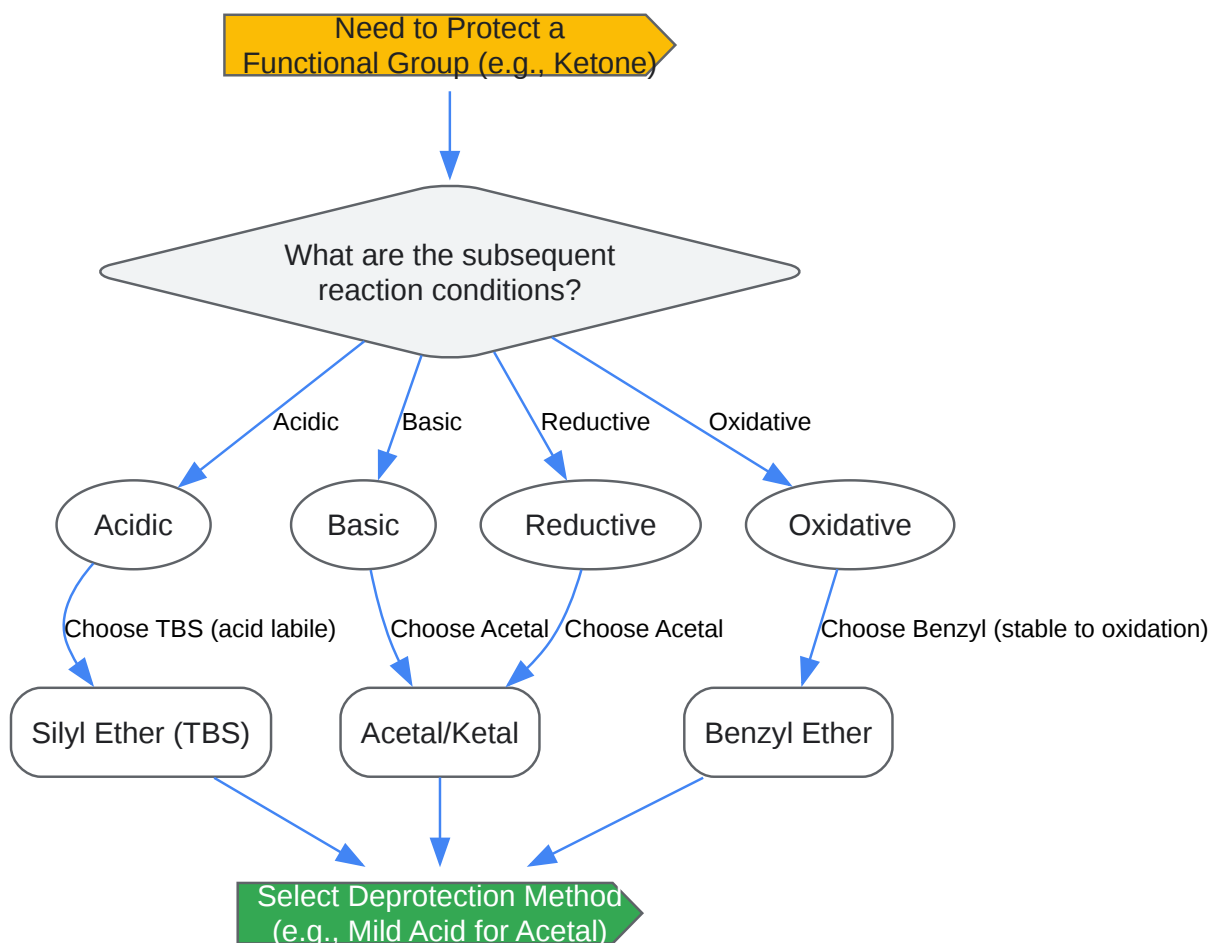 Need to Protect a
Functional Group (e.g., Ketone)
What are the subsequent
reaction conditions?
Acidic
Basic
Reductive
Oxidative
Acidic
Basic
Reductive
Oxidative
Choose TBS (acid labile)
Choose Acetal
Choose Acetal
Choose Benzyl (stable to oxidation)
Silyl Ether (TBS)
Acetal/Ketal
Benzyl Ether
Select Deprotection Method
(e.g., Mild Acid for Acetal)